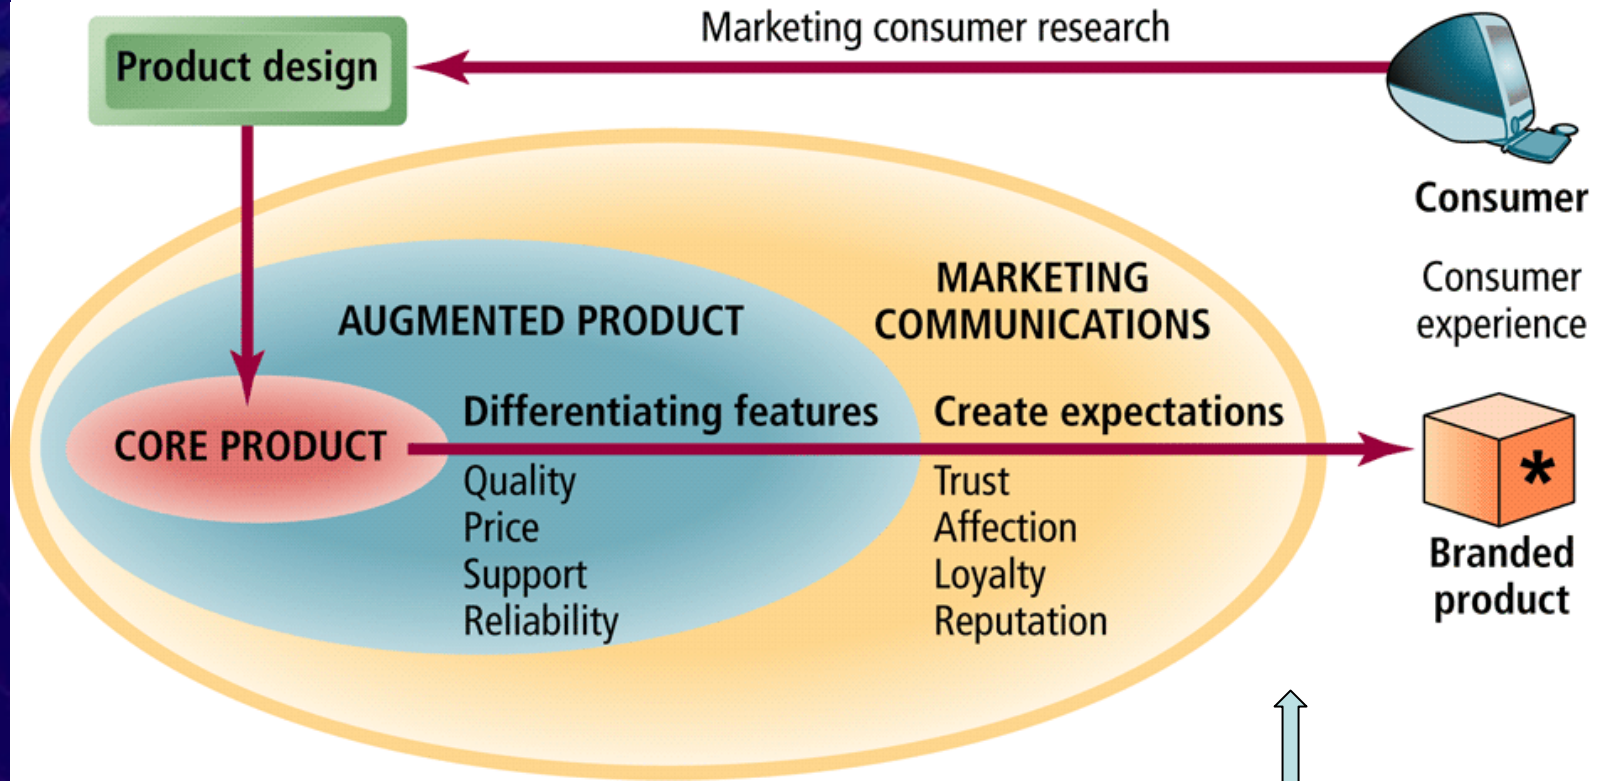 Marketing consumer research
Product design
Consumer
Consumer
experience
MARKETING
COMMUNICATIONS
AUGMENTED PRODUCT
Differentiating features
Create expectations
CORE PRODUCT
Quality
Price
Support
Reliability
Trust
Affection
Loyalty
Reputation
*
Branded
product